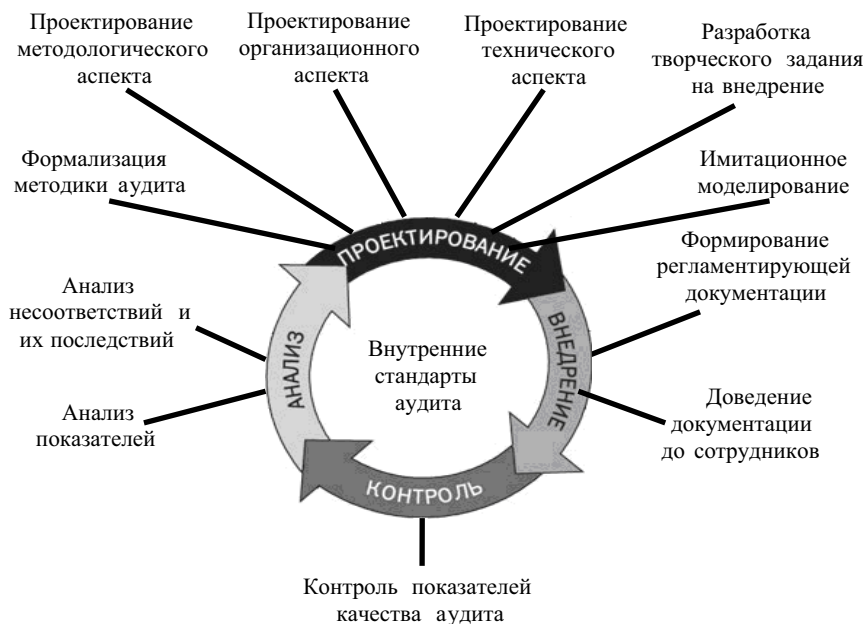 Проектирование
методологического
аспекта
Проектирование
организационного
аспекта
Проектирование
технического
аспекта
Разработка
творческого задания
на внедрение
Формализация
методики аудита
Имитационное
моделирование
ПРОЕКТИРОВАНИЕ
Формирование
регламентирующей
документации
Анализ
несоответствий и
их последствий
АНАЛИЗ
Внутренние
стандарты
аудита
ВНЕДРЕНИЕ
Анализ
показателей
Доведение
документации
до сотрудников
КОНТРОЛЬ
Контроль показателей
качества аудита